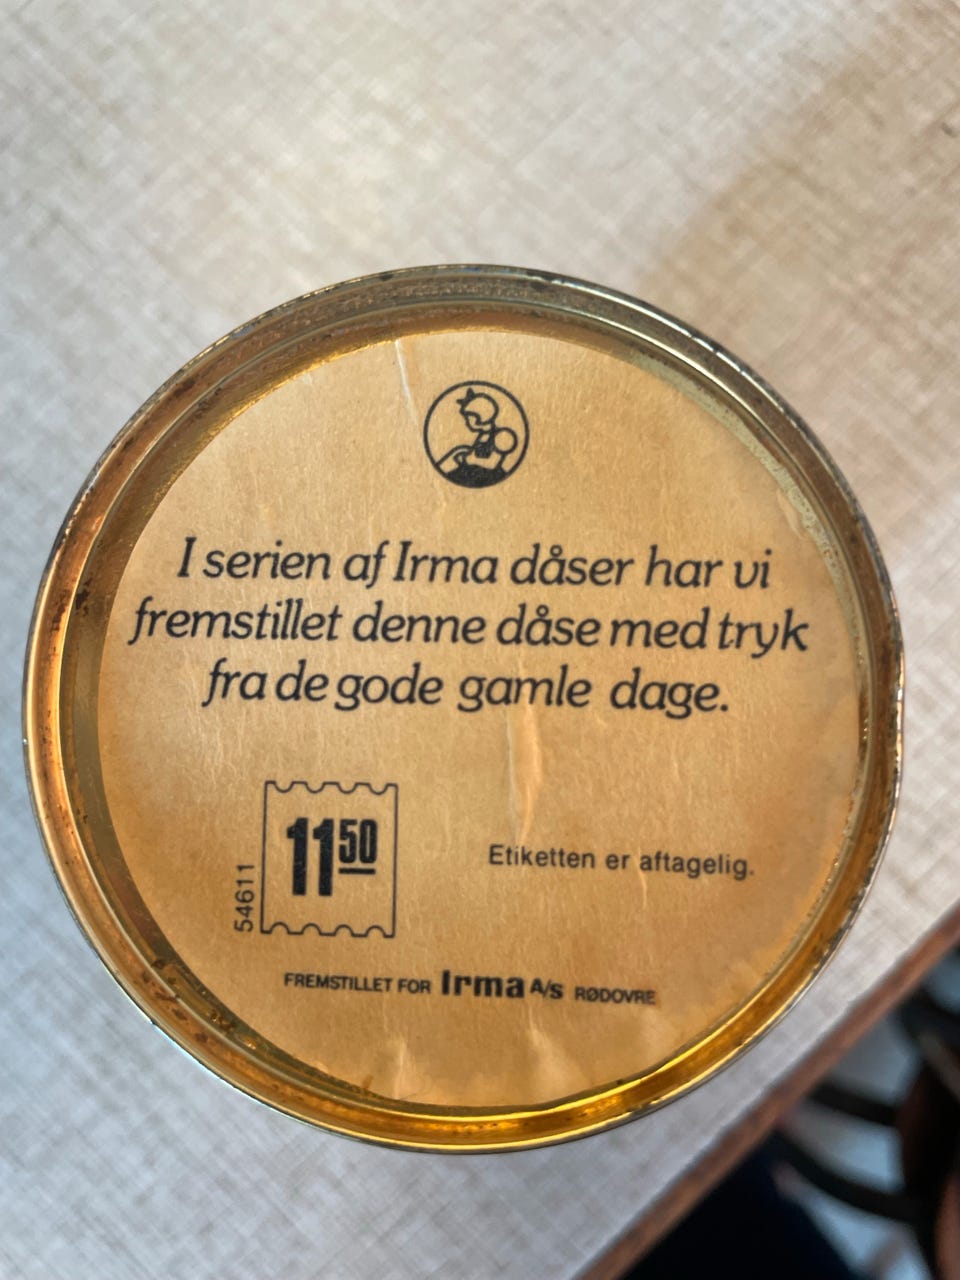 I serien af Irma dåser har vi
fremstillet denne dåse med tryk
fra de gode gamle dage.
54611
11 50
Etiketten er aftagelig.
FREMSTILLET FOR Irma A/S RØDOVRE